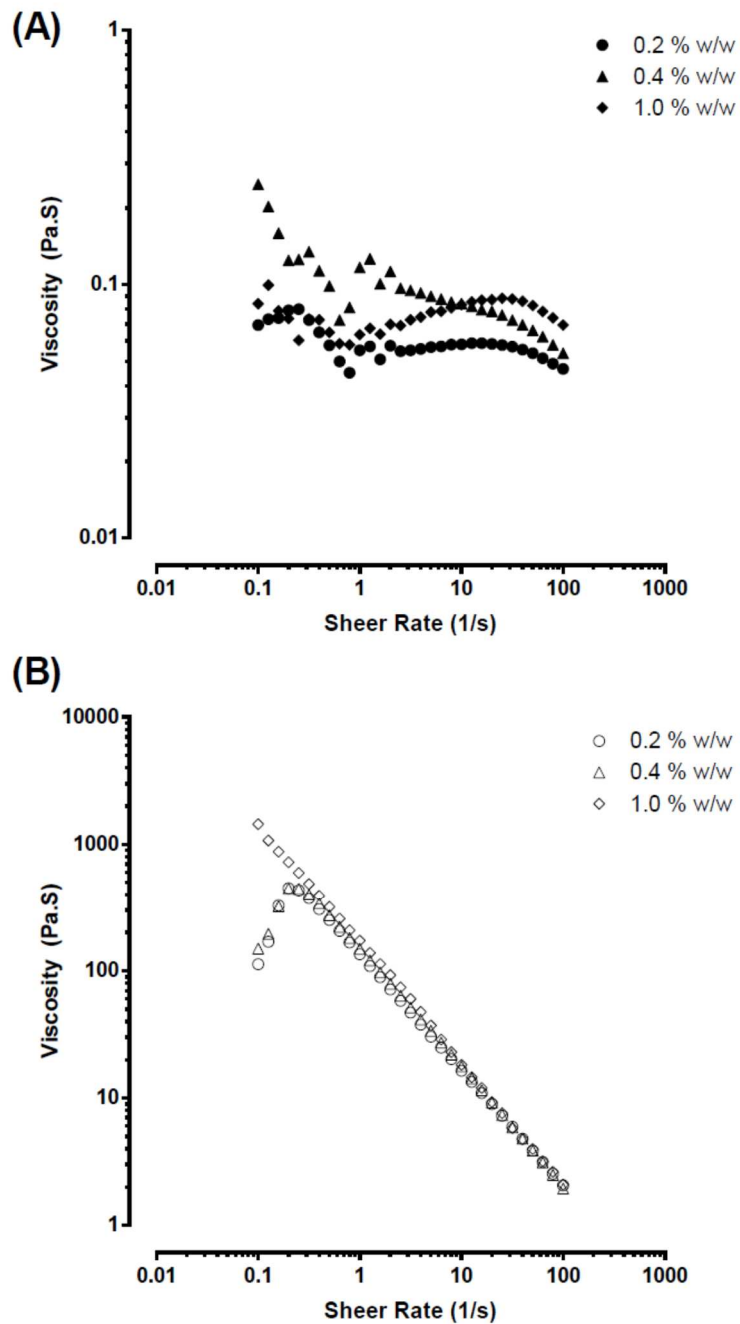 (A)
1
0.2 % w/w
0.4 % w/w
1.0 % w/w
Viscosity (Pa.S)
0.1
0.01
0.01 0.1 1 10 100 1000
Sheer Rate (1/s)
(B)
10000
0.2 % w/w
0.4 % w/w
1.0 % w/w
1000
Viscosity (Pa.S)
100
10
1
0.01 0.1 1 10 100 1000
Sheer Rate (1/s)